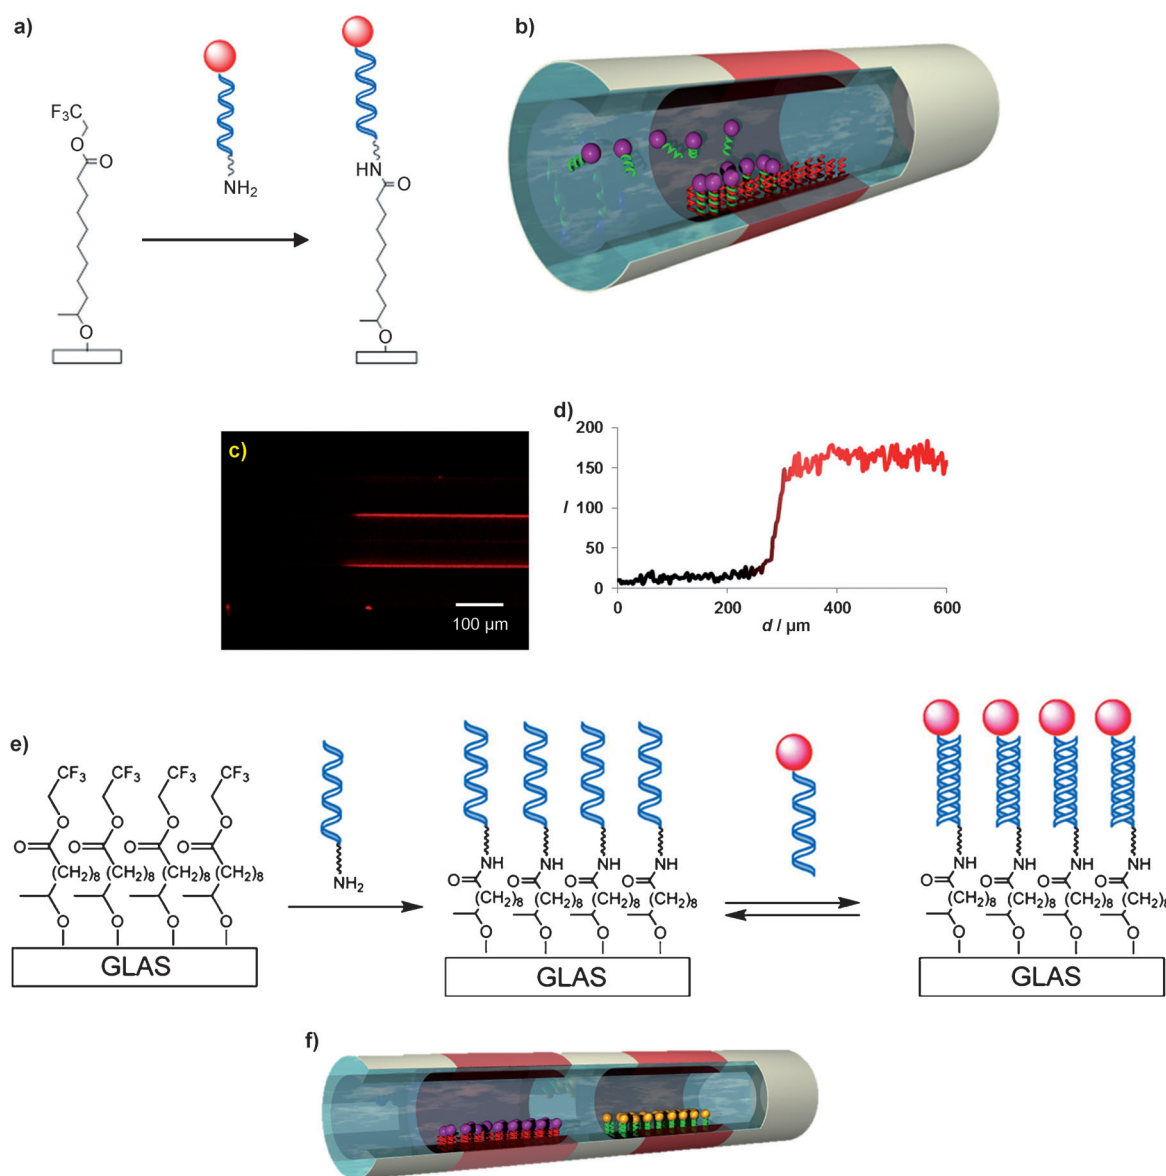 a)
F3C
O
O
NH2
HN
O
O
b)
c)
100 µm
d)
200
150
I
100
50
0
0
200
400
600
d / µm
e)
CF3 CF3 CF3 CF3
O O O O
O O O O
(CH2)8 (CH2)8 (CH2)8 (CH2)8
O O O O
GLAS
NH2
NH NH NH NH
O O O O
(CH2)8 (CH2)8 (CH2)8 (CH2)8
O O O O
GLAS
NH NH NH NH
O O O O
(CH2)8 (CH2)8 (CH2)8 (CH2)8
O O O O
GLAS
f)